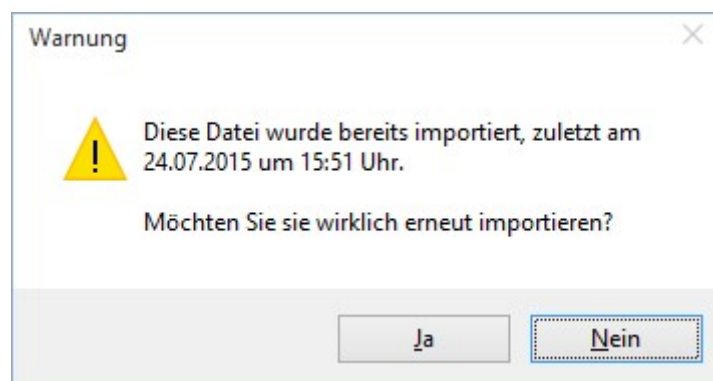 Warnung
Diese Datei wurde bereits importiert, zuletzt am
24.07.2015 um 15:51 Uhr.
Möchten Sie sie wirklich erneut importieren?
Ja
Nein